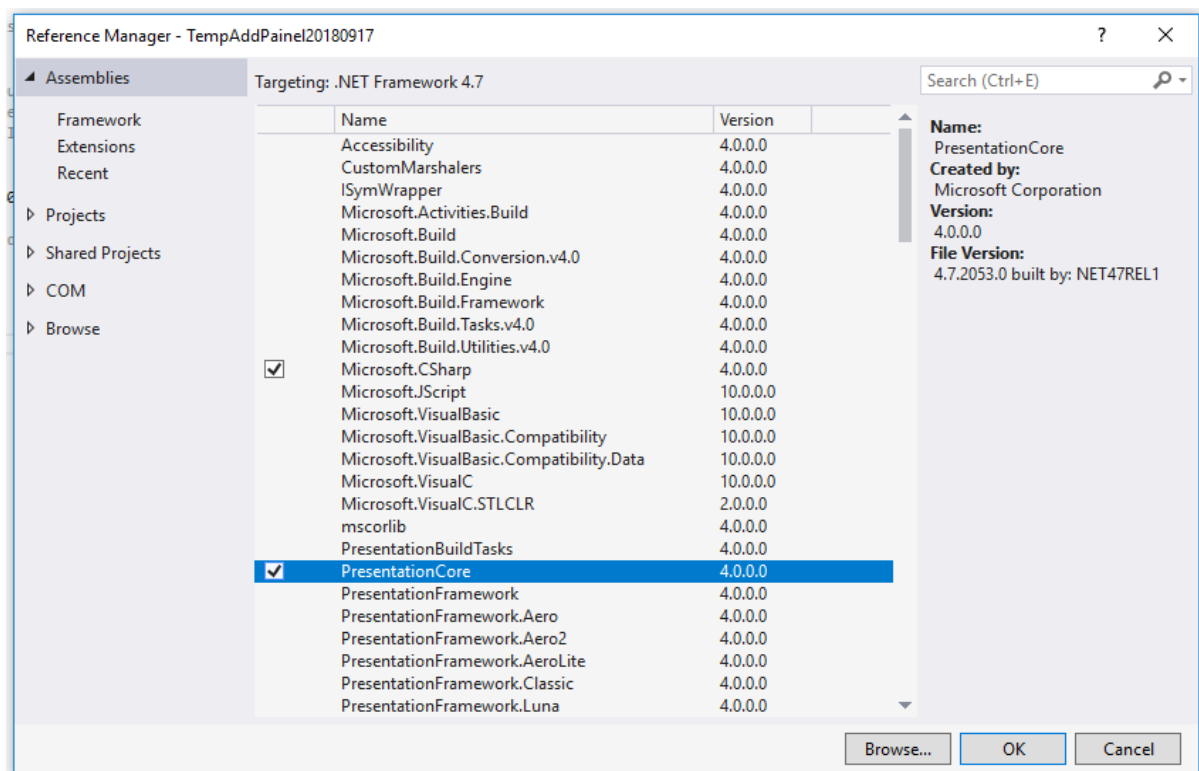 Reference Manager - TempAddPainel20180917 ?
Assemblies
Framework
Extensions
Recent
Projects
Shared Projects
COM
Browse
Targeting: .NET Framework 4.7
Name Version
Accessibility 4.0.0.0
CustomMarshalers 4.0.0.0
ISymWrapper 4.0.0.0
Microsoft.Activities.Build 4.0.0.0
Microsoft.Build 4.0.0.0
Microsoft.Build.Conversion.v4.0 4.0.0.0
Microsoft.Build.Engine 4.0.0.0
Microsoft.Build.Framework 4.0.0.0
Microsoft.Build.Tasks.v4.0 4.0.0.0
Microsoft.Build.Utilities.v4.0 4.0.0.0
Microsoft.CSharp 4.0.0.0
Microsoft.JScript 10.0.0.0
Microsoft.VisualBasic 10.0.0.0
Microsoft.VisualBasic.Compatibility 10.0.0.0
Microsoft.VisualBasic.Compatibility.Data 10.0.0.0
Microsoft.VisualC 10.0.0.0
Microsoft.VisualC.STLCLR 2.0.0.0
mscorlib 4.0.0.0
PresentationBuildTasks 4.0.0.0
PresentationCore 4.0.0.0
PresentationFramework 4.0.0.0
PresentationFramework.Aero 4.0.0.0
PresentationFramework.Aero2 4.0.0.0
PresentationFramework.AeroLite 4.0.0.0
PresentationFramework.Classic 4.0.0.0
PresentationFramework.Luna 4.0.0.0
Search (Ctrl+E)
Name:
PresentationCore
Created by:
Microsoft Corporation
Version:
4.0.0.0
File Version:
4.7.2053.0 built by: NET47REL1
Browse... OK Cancel